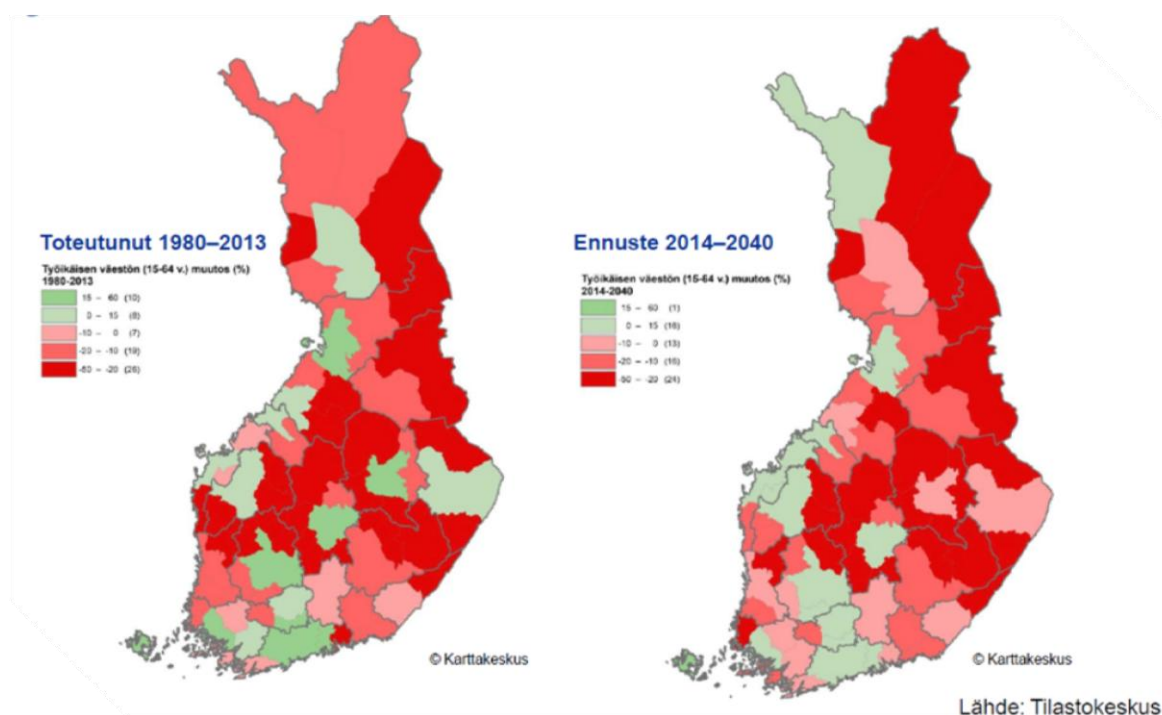 Toteutunut 1980–2013
Työikäisen väestön (15-64 v.) muutos (%)
1980-2013
15 – 60 (10)
0 – 15 (8)
-10 – 0 (7)
-20 – -10 (19)
-50 – -20 (26)
© Karttakeskus
Ennuste 2014–2040
Työikäisen väestön (15-64 v.) muutos (%)
2014-2040
15 – 60 (1)
0 – 15 (16)
-10 – 0 (13)
-20 – -10 (16)
-50 – -20 (24)
© Karttakeskus
Lähde: Tilastokeskus